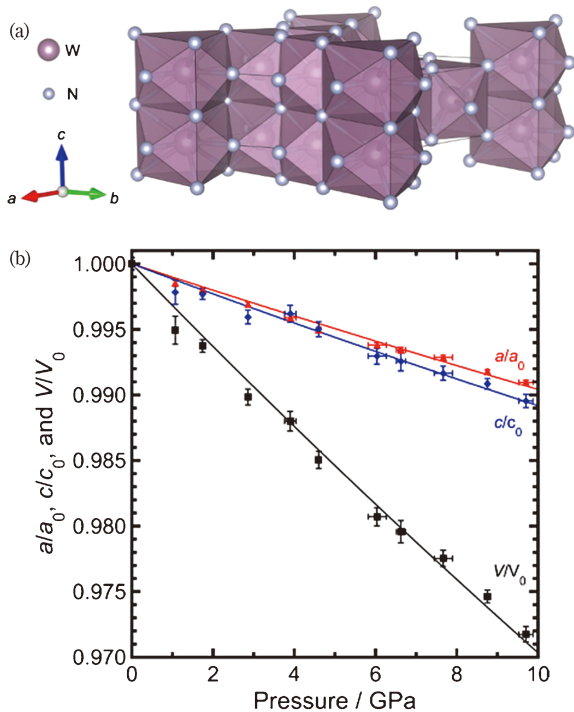 (a)
W
N
c
a
b
(b)
1.000
0.995
0.990
0.985
0.980
0.975
0.970
a/a₀, c/c₀, and V/V₀
a/a₀
c/c₀
V/V₀
0 2 4 6 8 10
Pressure / GPa